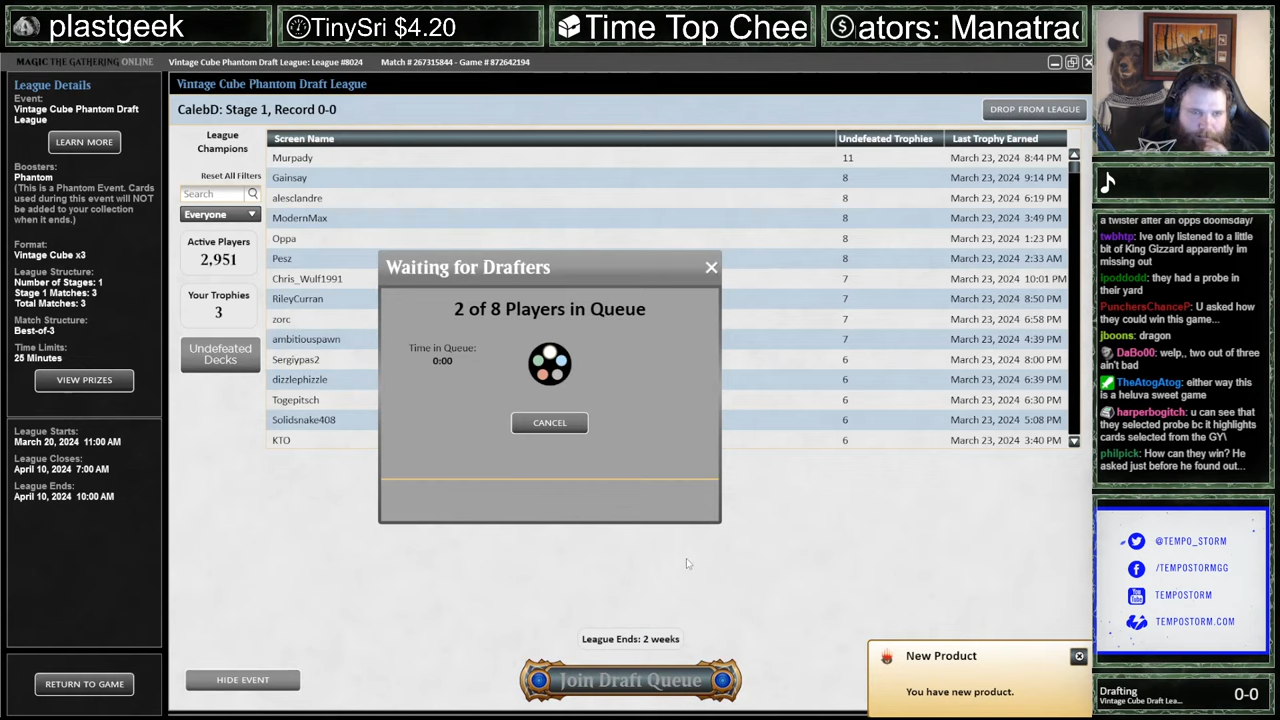 plastgeek
TinySri $4.20
Time Top Chee
ators: Manatrac
MAGIC THE GATHERING ONLINE
Vintage Cube Phantom Draft League: League #8024
Match # 267315844 - Game # 872642194
League Details
Event:
Vintage Cube Phantom Draft
League
LEARN MORE
Boosters:
Phantom
(This is a Phantom Event. Cards
used during this event will NOT
be added to your collection
when it ends.)
Format:
Vintage Cube x3
League Structure:
Number of Stages: 1
Stage 1 Matches: 3
Total Matches: 3
Match Structure:
Best-of-3
Time Limits:
25 Minutes
VIEW PRIZES
League Starts:
March 20, 2024 11:00 AM
League Closes:
April 10, 2024 7:00 AM
League Ends:
April 10, 2024 10:00 AM
RETURN TO GAME
Vintage Cube Phantom Draft League
CalebD: Stage 1, Record 0-0
DROP FROM LEAGUE
League
Champions
Reset All Filters
Search
Everyone
Active Players
2,951
Your Trophies
3
Undefeated
Decks
Screen Name Undefeated Trophies Last Trophy Earned
Murpady 11 March 23, 2024 8:44 PM
Gainsay 8 March 23, 2024 9:14 PM
alesclandre 8 March 23, 2024 6:19 PM
ModernMax 8 March 23, 2024 3:49 PM
Oppa 8 March 23, 2024 1:23 PM
Pesz 8 March 23, 2024 2:33 AM
Chris_Wulf1991 7 March 23, 2024 10:01 PM
RileyCurran 7 March 23, 2024 8:50 PM
zorc 7 March 23, 2024 6:58 PM
ambitiouspawn 7 March 23, 2024 4:39 PM
Sergiypas2 6 March 23, 2024 8:00 PM
dizzlephizzle 6 March 23, 2024 6:39 PM
Togepitsch 6 March 23, 2024 6:30 PM
Solidsnake408 6 March 23, 2024 5:08 PM
KTO 6 March 23, 2024 3:40 PM
Waiting for Drafters
2 of 8 Players in Queue
Time in Queue:
0:00
CANCEL
League Ends: 2 weeks
HIDE EVENT
Join Draft Queue
New Product
You have new product.
a twister after an opps doomsday/
twbhtp: Ive only listened to a little
bit of King Gizzard apparently im
missing out
ipoddodd: they had a probe in
their yard
PunchersChanceP: U asked how
they could win this game...
jboons: dragon
DaBo00: welp,, two out of three
ain't bad
TheAtogAtog: either way this
is a heluva sweet game
harperbogitch: u can see that
they selected probe bc it highlights
cards selected from the GY\
philpick: How can they win? He
asked just before he found out...
@TEMPO_STORM
/TEMPOSTORMGG
You
Tube
TEMPOSTORM
TEMPOSTORM.COM
Drafting
Vintage Cube Draft Lea...
0-0